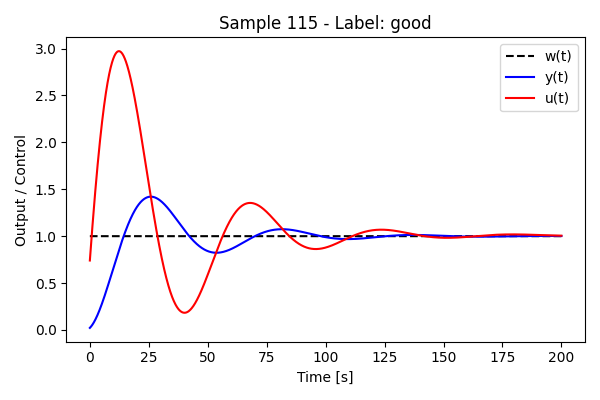 Sample 115 - Label: good
3.0
2.5
2.0
1.5
1.0
0.5
0.0
Output / Control
w(t)
y(t)
u(t)
0 25 50 75 100 125 150 175 200
Time [s]